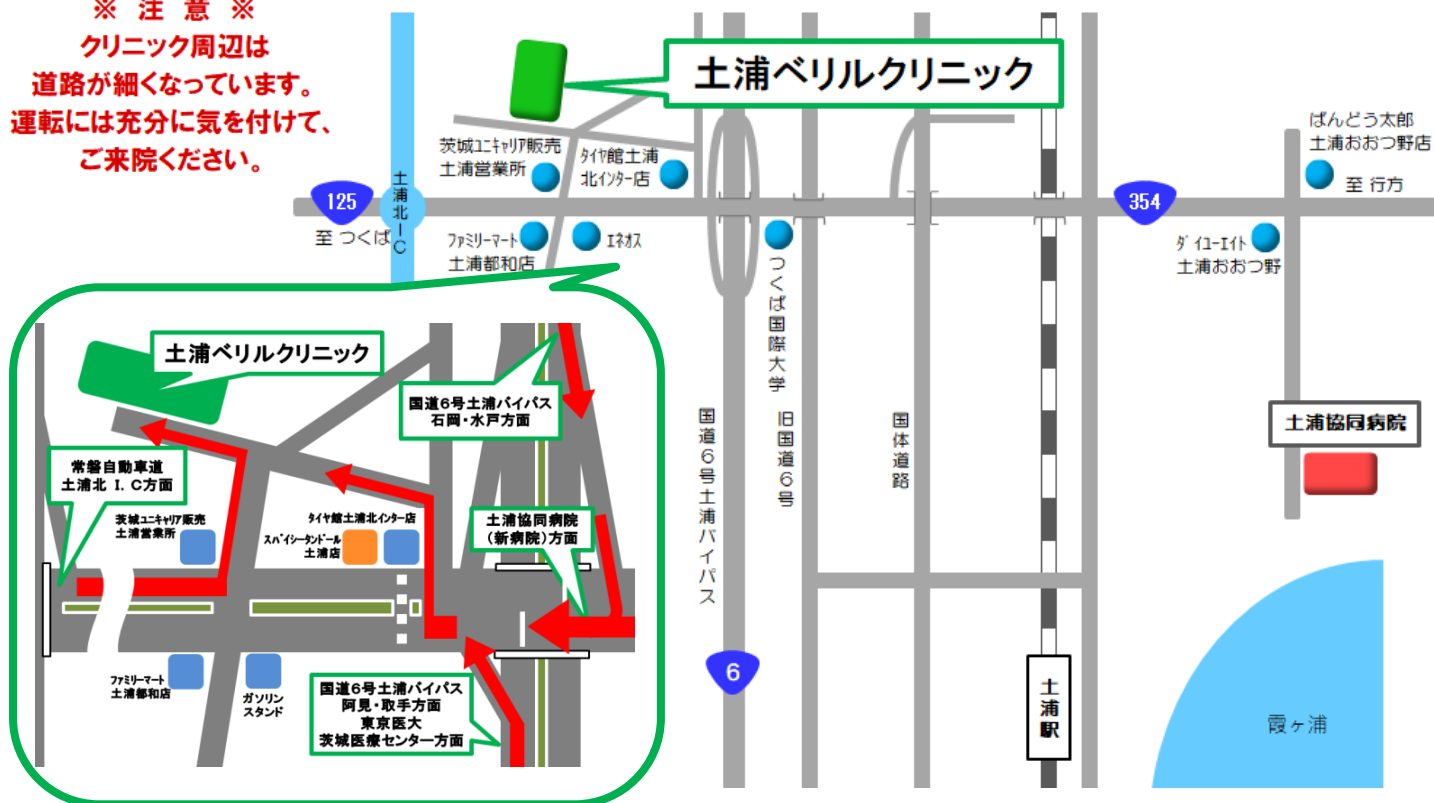 ※ 注 意 ※
クリニック周辺は
道路が細くなっています。
運転には充分に気を付けて、
ご来院ください。
土浦ベリルクリニック
茨城ユニキャリア販売
土浦営業所
タイヤ館土浦
北インター店
125
至 つくば
土浦北IC
ファミリーマート
土浦都和店
エネオス
つくば国際大学
354
ばんどう太郎
土浦おおつ野店
至 行方
ダイユーエイト
土浦おおつ野
国道6号土浦バイパス
旧国道6号
国体道路
土浦協同病院
6
土浦駅
霞ヶ浦
土浦ベリルクリニック
国道6号土浦バイパス
石岡・水戸方面
常磐自動車道
土浦北 I. C方面
茨城ユニキャリア販売
土浦営業所
タイヤ館土浦北インター店
スパイシータンドール
土浦店
土浦協同病院
(新病院)方面
ファミリーマート
土浦都和店
ガソリン
スタンド
国道6号土浦バイパス
阿見・取手方面
東京医大
茨城医療センター方面